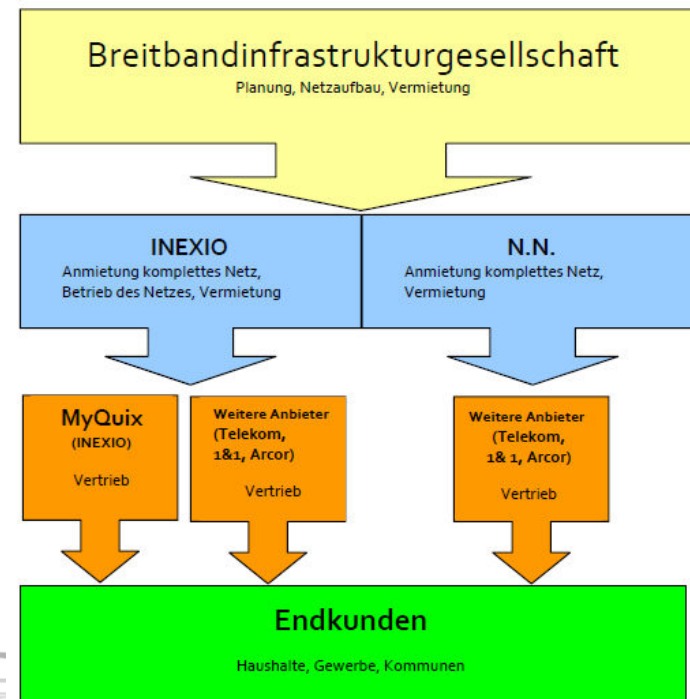 Breitbandinfrastrukturgesellschaft
Planung, Netzaufbau, Vermietung
INEXIO
Anmietung komplettes Netz,
Betrieb des Netzes, Vermietung
N.N.
Anmietung komplettes Netz,
Vermietung
MyQuix
(INEXIO)
Vertrieb
Weitere Anbieter
(Telekom,
1&1, Arcor)
Vertrieb
Weitere Anbieter
(Telekom,
1& 1, Arcor)
Vertrieb
Endkunden
Haushalte, Gewerbe, Kommunen